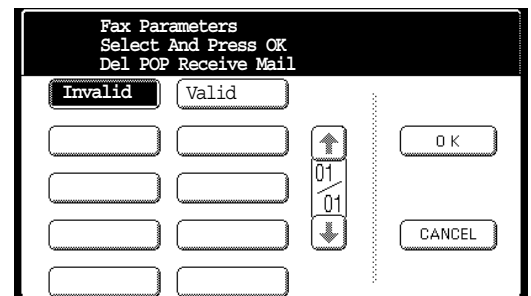 Fax Parameters
Select And Press OK
Del POP Receive Mail
Invalid Valid
OK
01
01
CANCEL